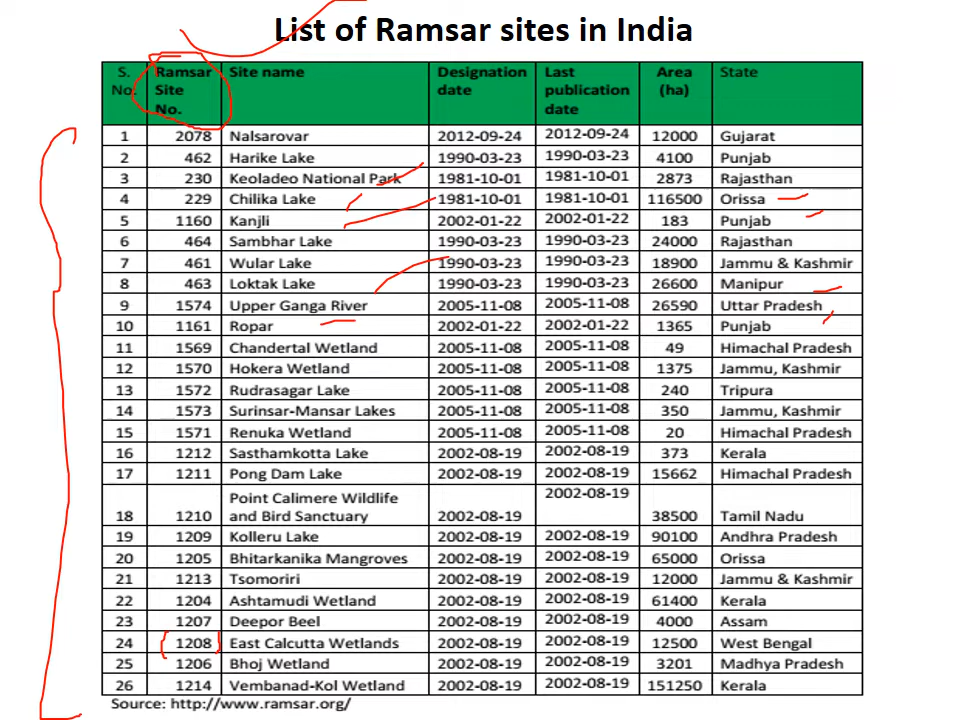 List of Ramsar sites in India
S. No. Ramsar Site No. Site name Designation date Last publication date Area (ha) State
1 2078 Nalsarovar 2012-09-24 2012-09-24 12000 Gujarat
2 462 Harike Lake 1990-03-23 1990-03-23 4100 Punjab
3 230 Keoladeo National Park 1981-10-01 1981-10-01 2873 Rajasthan
4 229 Chilika Lake 1981-10-01 1981-10-01 116500 Orissa
5 1160 Kanjli 2002-01-22 2002-01-22 183 Punjab
6 464 Sambhar Lake 1990-03-23 1990-03-23 24000 Rajasthan
7 461 Wular Lake 1990-03-23 1990-03-23 18900 Jammu & Kashmir
8 463 Loktak Lake 1990-03-23 1990-03-23 26600 Manipur
9 1574 Upper Ganga River 2005-11-08 2005-11-08 26590 Uttar Pradesh
10 1161 Ropar 2002-01-22 2002-01-22 1365 Punjab
11 1569 Chandertal Wetland 2005-11-08 2005-11-08 49 Himachal Pradesh
12 1570 Hokera Wetland 2005-11-08 2005-11-08 1375 Jammu, Kashmir
13 1572 Rudrasagar Lake 2005-11-08 2005-11-08 240 Tripura
14 1573 Surinsar-Mansar Lakes 2005-11-08 2005-11-08 350 Jammu, Kashmir
15 1571 Renuka Wetland 2005-11-08 2005-11-08 20 Himachal Pradesh
16 1212 Sasthamkotta Lake 2002-08-19 2002-08-19 373 Kerala
17 1211 Pong Dam Lake 2002-08-19 2002-08-19 15662 Himachal Pradesh
18 1210 Point Calimere Wildlife and Bird Sanctuary 2002-08-19 2002-08-19 38500 Tamil Nadu
19 1209 Kolleru Lake 2002-08-19 2002-08-19 90100 Andhra Pradesh
20 1205 Bhitarkanika Mangroves 2002-08-19 2002-08-19 65000 Orissa
21 1213 Tsomoriri 2002-08-19 2002-08-19 12000 Jammu & Kashmir
22 1204 Ashtamudi Wetland 2002-08-19 2002-08-19 61400 Kerala
23 1207 Deepor Beel 2002-08-19 2002-08-19 4000 Assam
24 1208 East Calcutta Wetlands 2002-08-19 2002-08-19 12500 West Bengal
25 1206 Bhoj Wetland 2002-08-19 2002-08-19 3201 Madhya Pradesh
26 1214 Vembanad-Kol Wetland 2002-08-19 2002-08-19 151250 Kerala
Source: http://www.ramsar.org/